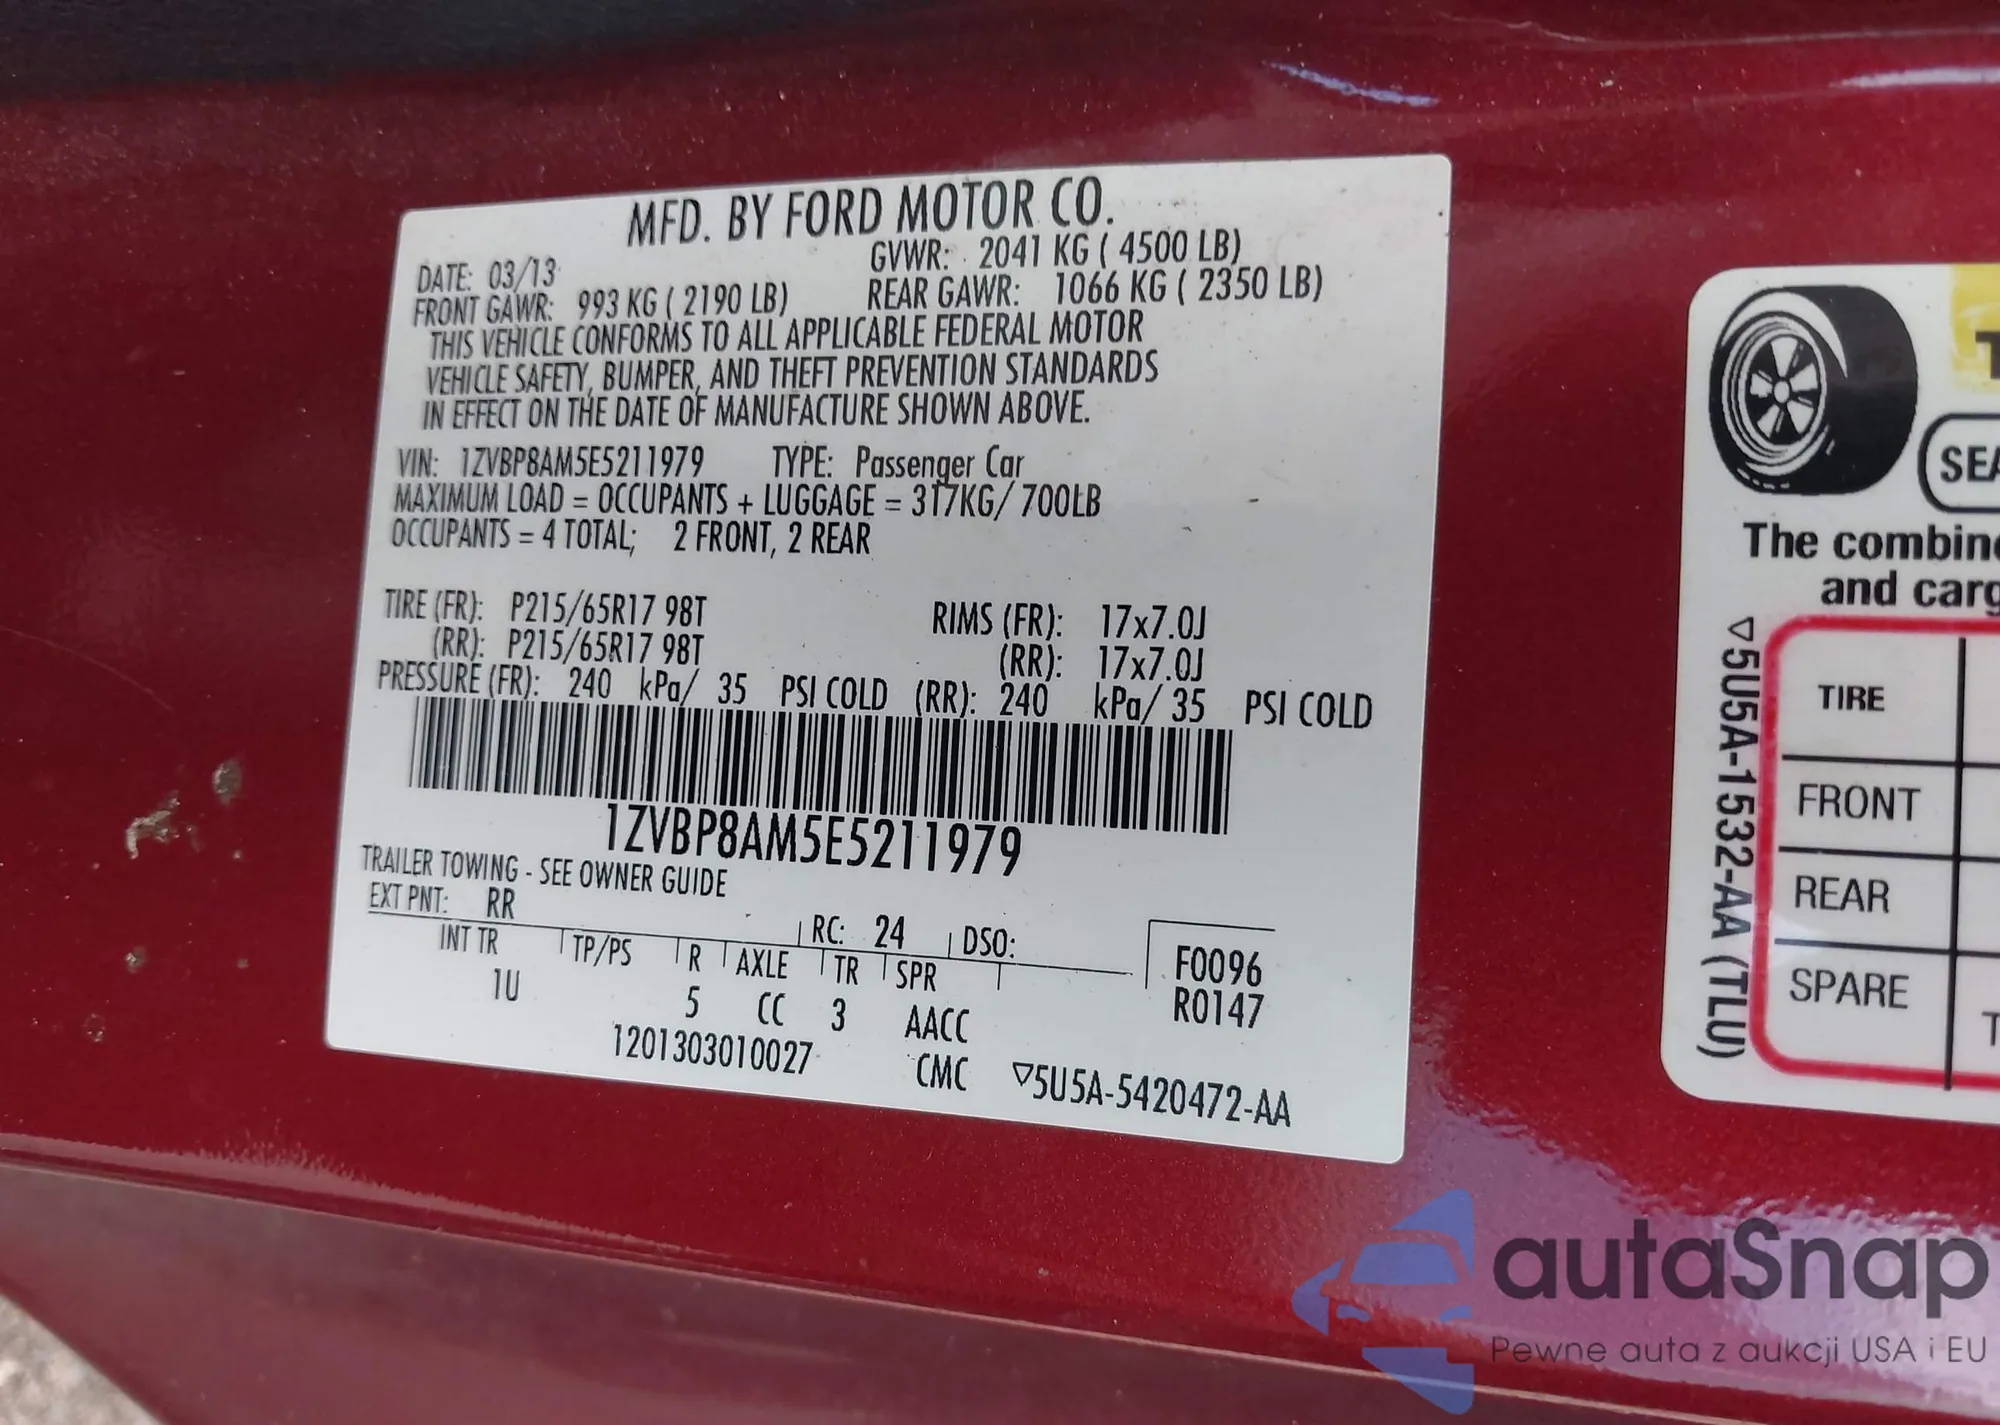 MFD. BY FORD MOTOR CO.
DATE: 03/13 GVWR: 2041 KG ( 4500 LB)
FRONT GAWR: 993 KG ( 2190 LB) REAR GAWR: 1066 KG ( 2350 LB)
THIS VEHICLE CONFORMS TO ALL APPLICABLE FEDERAL MOTOR
VEHICLE SAFETY, BUMPER, AND THEFT PREVENTION STANDARDS
IN EFFECT ON THE DATE OF MANUFACTURE SHOWN ABOVE.
VIN: 1ZVBP8AM5E5211979 TYPE: Passenger Car
MAXIMUM LOAD = OCCUPANTS + LUGGAGE = 317KG/ 700LB
OCCUPANTS = 4 TOTAL; 2 FRONT, 2 REAR
TIRE (FR): P215/65R17 98T RIMS (FR): 17x7.0J
(RR): P215/65R17 98T (RR): 17x7.0J
PRESSURE (FR): 240 kPa/ 35 PSI COLD (RR): 240 kPa/ 35 PSI COLD
1ZVBP8AM5E5211979
TRAILER TOWING - SEE OWNER GUIDE
EXT PNT: RR RC: 24 DSO: F0096
INT TR TP/PS R AXLE TR SPR R0147
1U 5 CC 3 AACC
1201303010027 CMC ▽5U5A-5420472-AA
SEA
The combin
and carg
▽5U5A-1532-AA (TLU)
TIRE
FRONT
REAR
SPARE
autaSnap
Pewne auta z aukcji USA i EU